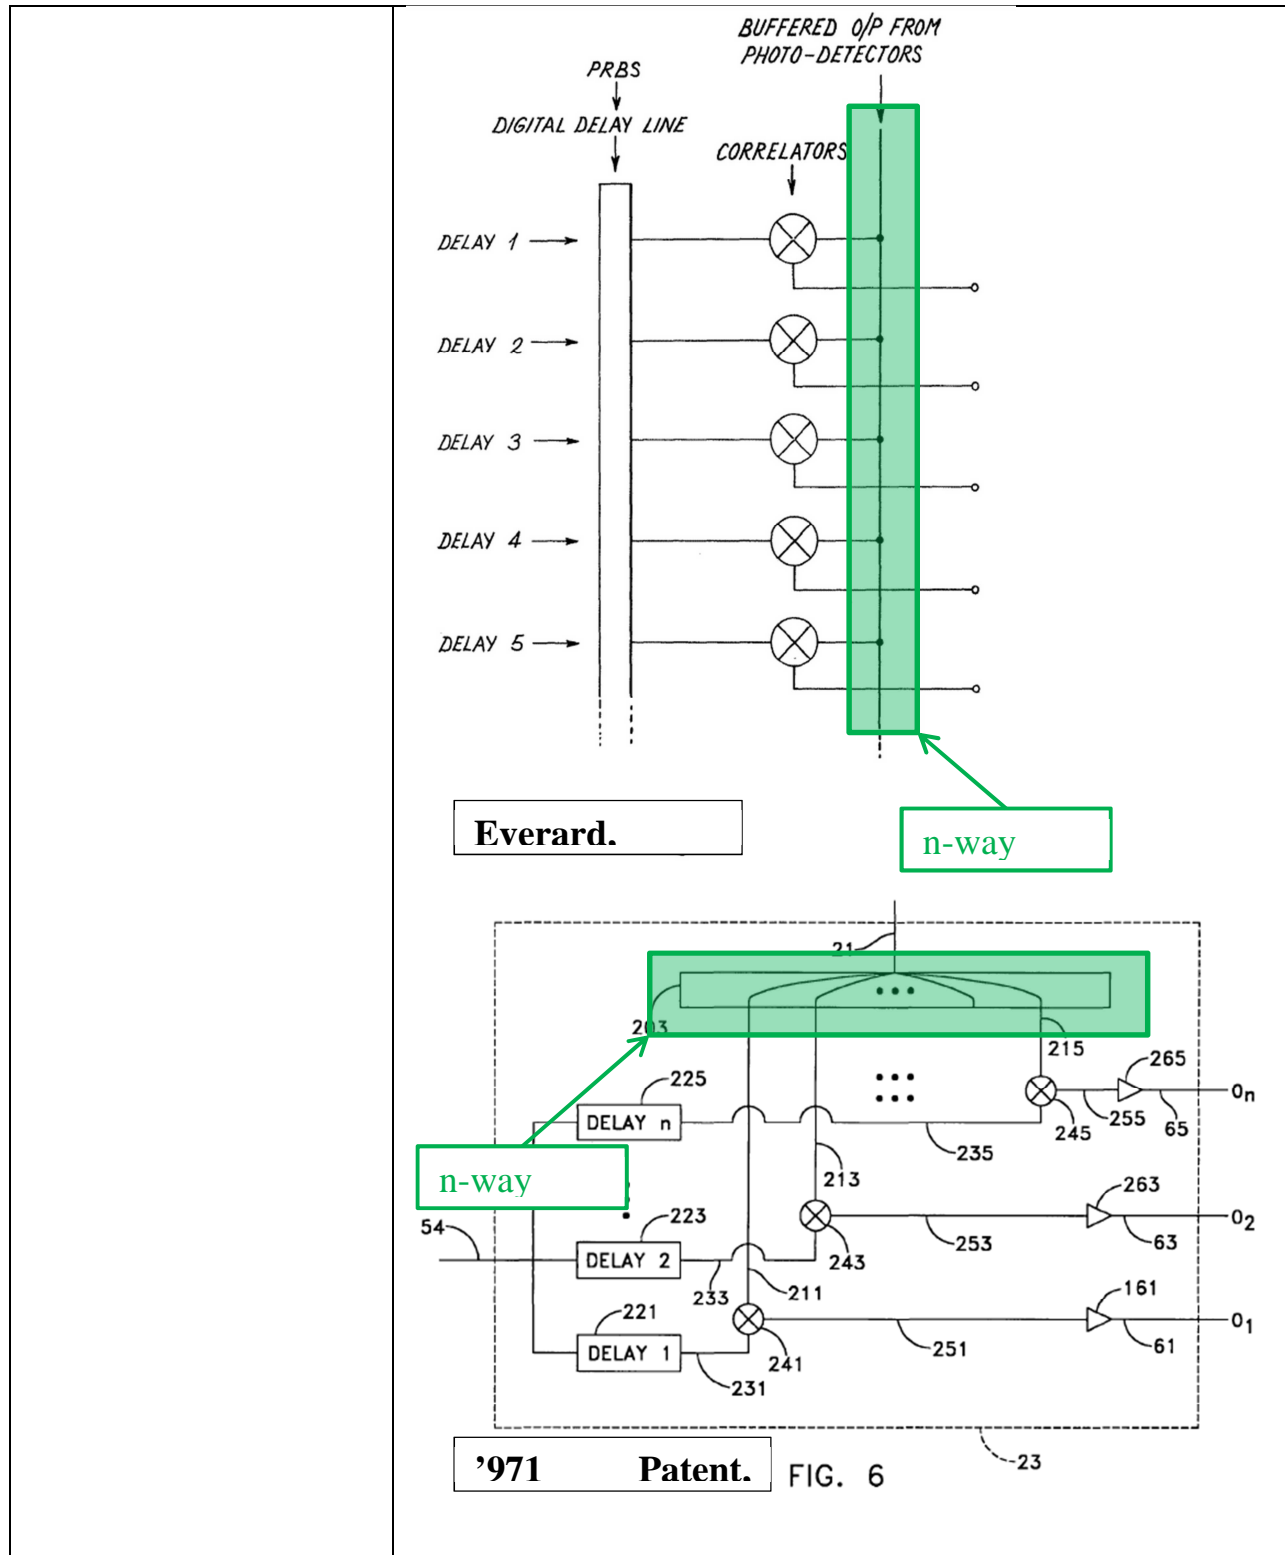 BUFFERED O/P FROM
PHOTO-DETECTORS
PRBS
DIGITAL DELAY LINE
CORRELATORS
DELAY 1
DELAY 2
DELAY 3
DELAY 4
DELAY 5
Everard.
n-way
21
203
215
265
225
On
DELAY n
255
65
245
235
n-way
213
263
54
223
O2
253
63
243
DELAY 2
233
211
161
221
O1
DELAY 1
251
61
241
231
23
'971 Patent.
FIG. 6